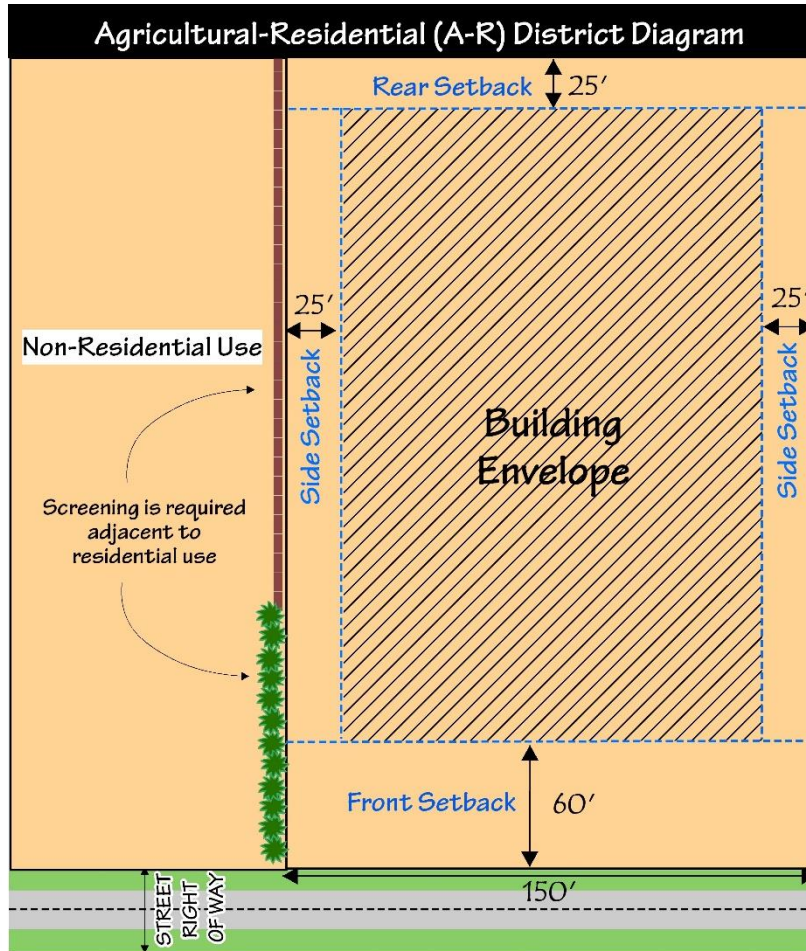 Agricultural-Residential (A-R) District Diagram
Rear Setback
25'
25'
25'
Non-Residential Use
Side Setback
Side Setback
Building
Envelope
Screening is required
adjacent to
residential use
Front Setback
60'
150'
STREET
RIGHT
OF WAY